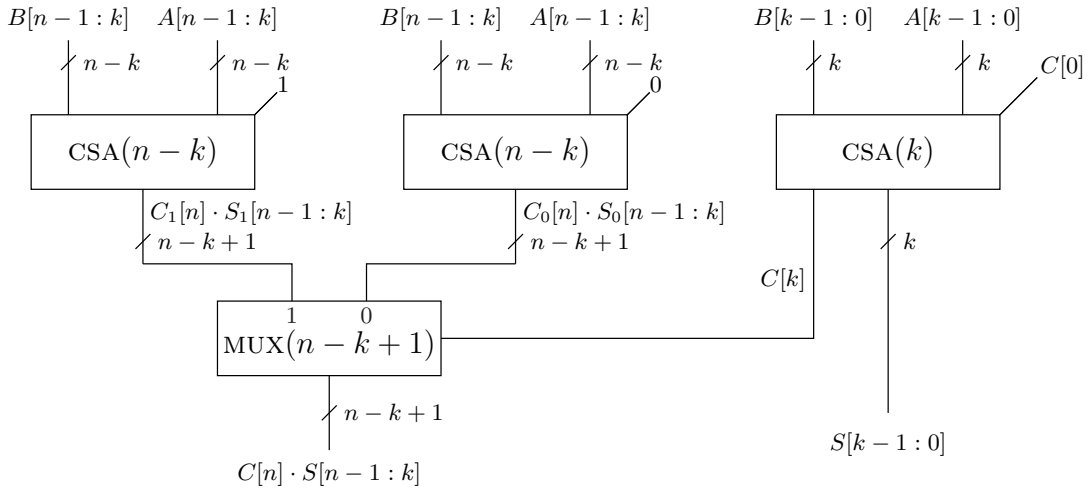 B[n−1:k] A[n−1:k] B[n−1:k] A[n−1:k] B[k−1:0] A[k−1:0]
n−k n−k n−k n−k k k C[0]
1 0
CSA(n−k) CSA(n−k) CSA(k)
C₁[n]·S₁[n−1:k] C₀[n]·S₀[n−1:k]
n−k+1 n−k+1 k
C[k]
1 0
MUX(n−k+1)
n−k+1
S[k−1:0]
C[n]·S[n−1:k]